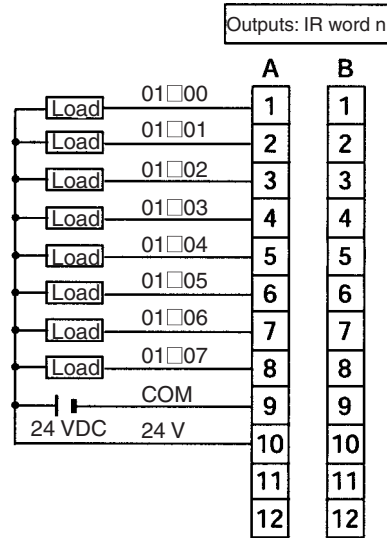 Outputs: IR word n
A B
Load 01□00 1 1
Load 01□01 2 2
Load 01□02 3 3
Load 01□03 4 4
Load 01□04 5 5
Load 01□05 6 6
Load 01□06 7 7
Load 01□07 8 8
COM 9 9
24 VDC 24 V 10 10
11 11
12 12